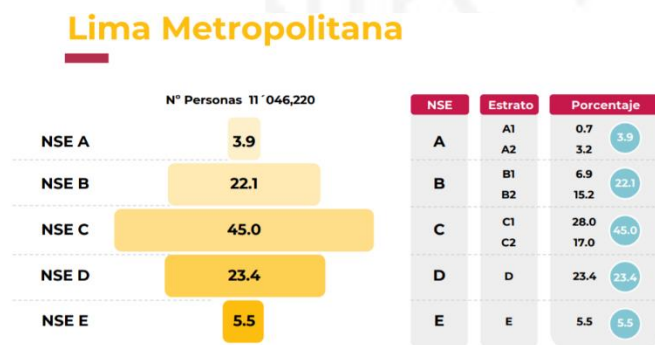 Lima Metropolitana
Nº Personas 11´046,220
NSE A 3.9
NSE B 22.1
NSE C 45.0
NSE D 23.4
NSE E 5.5
NSE Estrato Porcentaje
A A1 0.7 3.9
A2 3.2
B B1 6.9 22.1
B2 15.2
C C1 28.0 45.0
C2 17.0
D D 23.4 23.4
E E 5.5 5.5